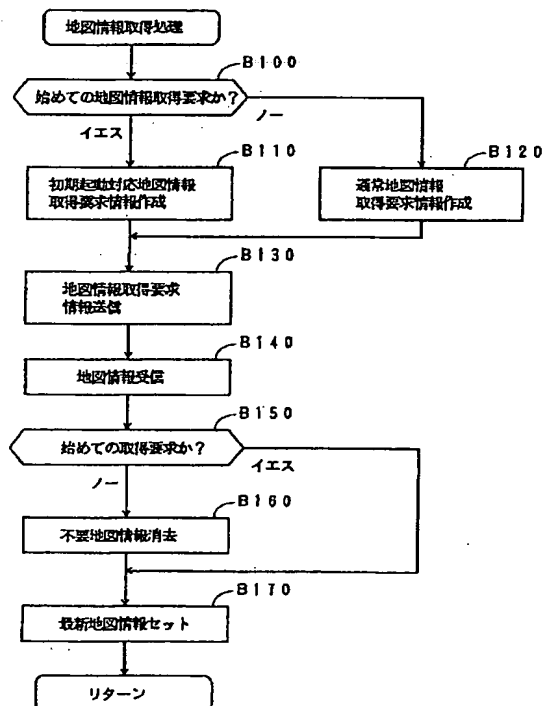 地図情報取得処理
B100
始めての地図情報取得要求か?
イエス
ノー
B110
初期起動対応地図情報
取得要求情報作成
B120
通常地図情報
取得要求情報作成
B130
地図情報取得要求
情報送信
B140
地図情報受信
B150
始めての取得要求か?
イエス
ノー
B160
不要地図情報消去
B170
最新地図情報セット
リターン